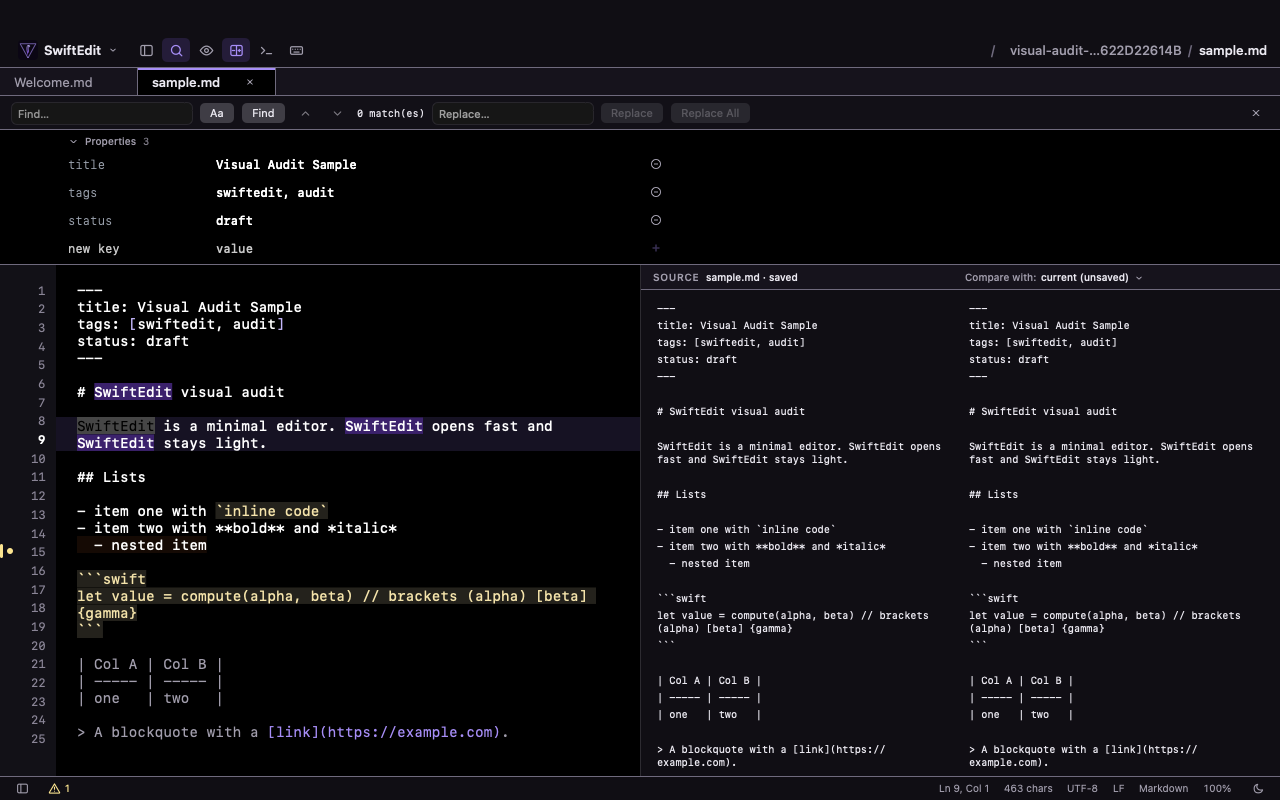 SwiftEdit
/ visual-audit-...622D22614B / sample.md
Welcome.md
sample.md ×
Find...
Aa
Find
0 match(es)
Replace...
Replace
Replace All
×
Properties 3
title Visual Audit Sample
tags swiftedit, audit
status draft
new key value
1
2
3
4
5
6
7
8
9
10
11
12
13
14
15
16
17
18
19
20
21
22
23
24
25
---
title: Visual Audit Sample
tags: [swiftedit, audit]
status: draft
---
# SwiftEdit visual audit
SwiftEdit is a minimal editor. SwiftEdit opens fast and
SwiftEdit stays light.
## Lists
- item one with `inline code`
- item two with **bold** and *italic*
- nested item
```swift
let value = compute(alpha, beta) // brackets (alpha) [beta]
{gamma}
```
| Col A | Col B |
| ----- | ----- |
| one   | two   |
> A blockquote with a [link](https://example.com).
SOURCE sample.md · saved
---
title: Visual Audit Sample
tags: [swiftedit, audit]
status: draft
---
# SwiftEdit visual audit
SwiftEdit is a minimal editor. SwiftEdit opens
fast and SwiftEdit stays light.
## Lists
- item one with `inline code`
- item two with **bold** and *italic*
- nested item
```swift
let value = compute(alpha, beta) // brackets
(alpha) [beta] {gamma}
```
| Col A | Col B |
| ----- | ----- |
| one   | two   |
> A blockquote with a [link](https://
example.com).
Compare with: current (unsaved)
---
title: Visual Audit Sample
tags: [swiftedit, audit]
status: draft
---
# SwiftEdit visual audit
SwiftEdit is a minimal editor. SwiftEdit opens
fast and SwiftEdit stays light.
## Lists
- item one with `inline code`
- item two with **bold** and *italic*
- nested item
```swift
let value = compute(alpha, beta) // brackets
(alpha) [beta] {gamma}
```
| Col A | Col B |
| ----- | ----- |
| one   | two   |
> A blockquote with a [link](https://
example.com).
1
Ln 9, Col 1
463 chars
UTF-8
LF
Markdown
100%